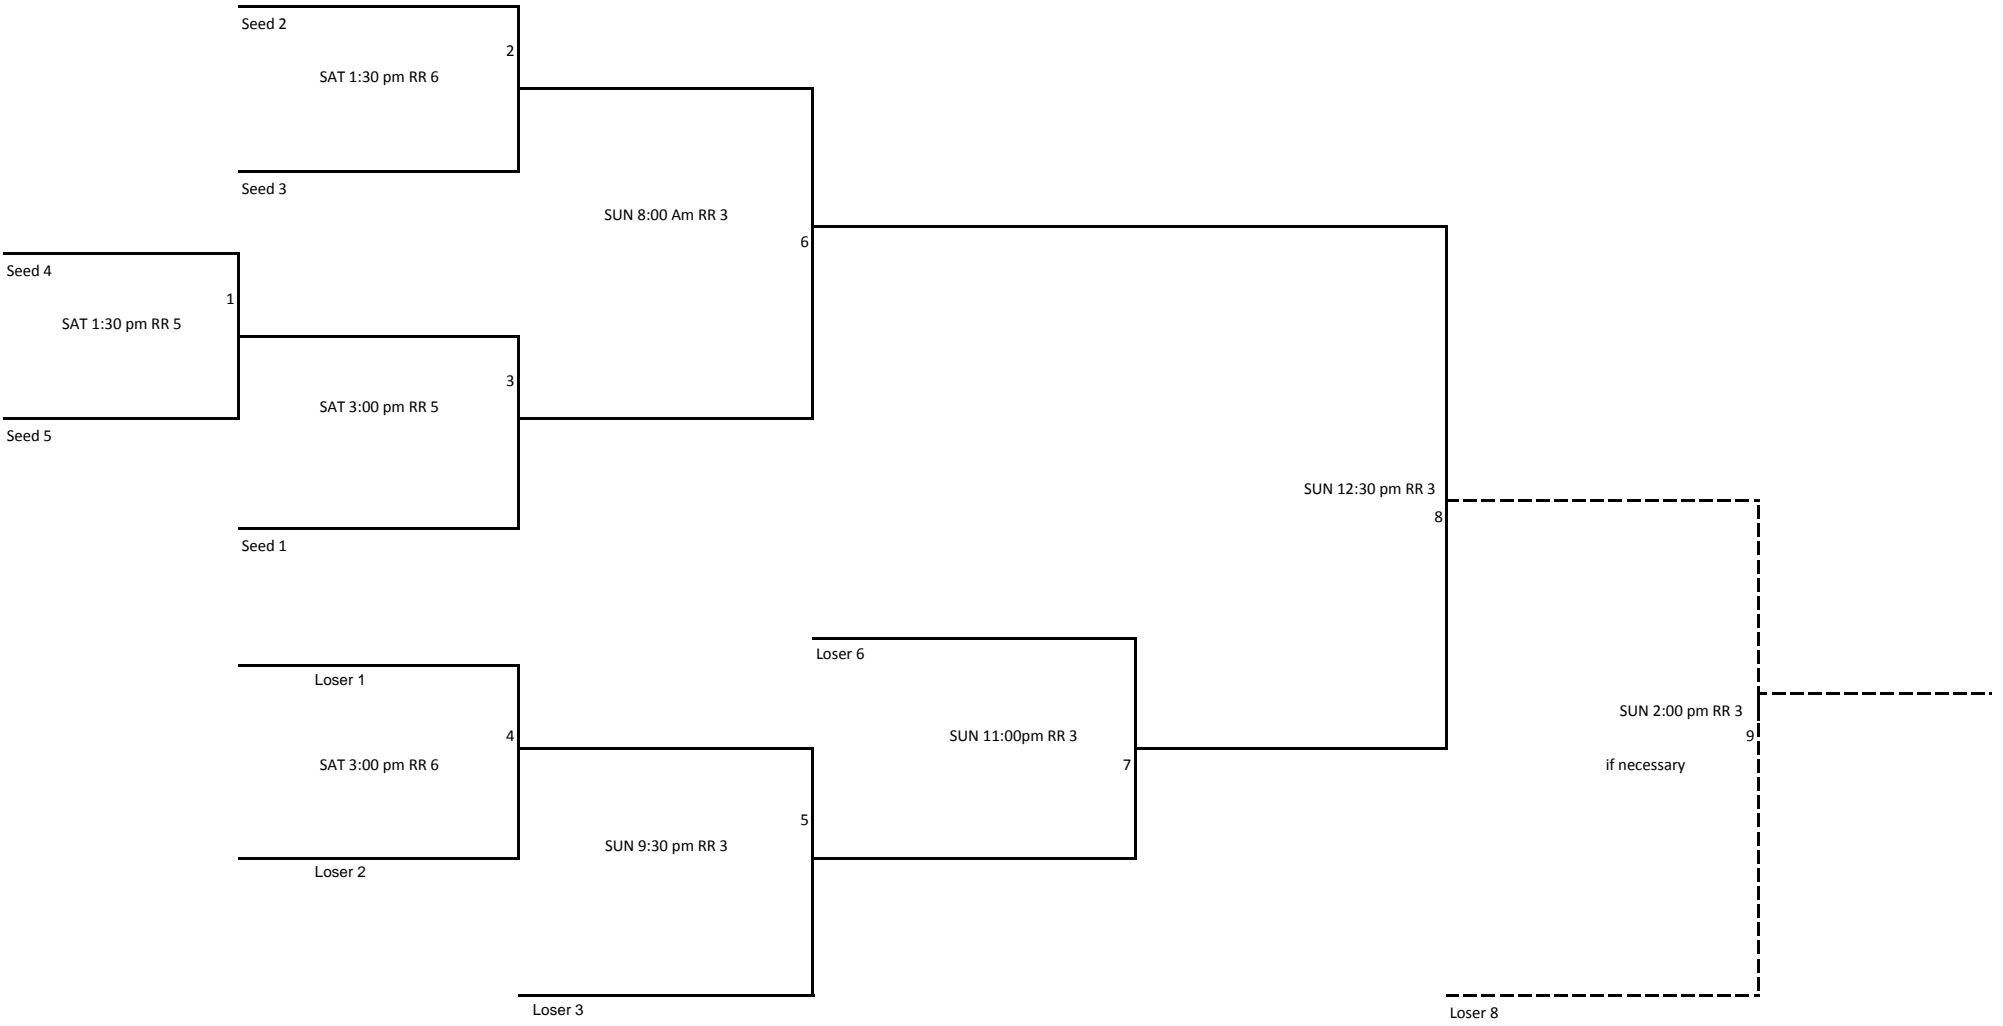 Seed 2
2
SAT 1:30 pm RR 6
Seed 3
SUN 8:00 Am RR 3
6
Seed 4
1
SAT 1:30 pm RR 5
3
SAT 3:00 pm RR 5
Seed 5
SUN 12:30 pm RR 3
8
Seed 1
Loser 6
Loser 1
SUN 2:00 pm RR 3
4
SUN 11:00pm RR 3
9
SAT 3:00 pm RR 6
7
if necessary
5
SUN 9:30 pm RR 3
Loser 2
Loser 3
Loser 8